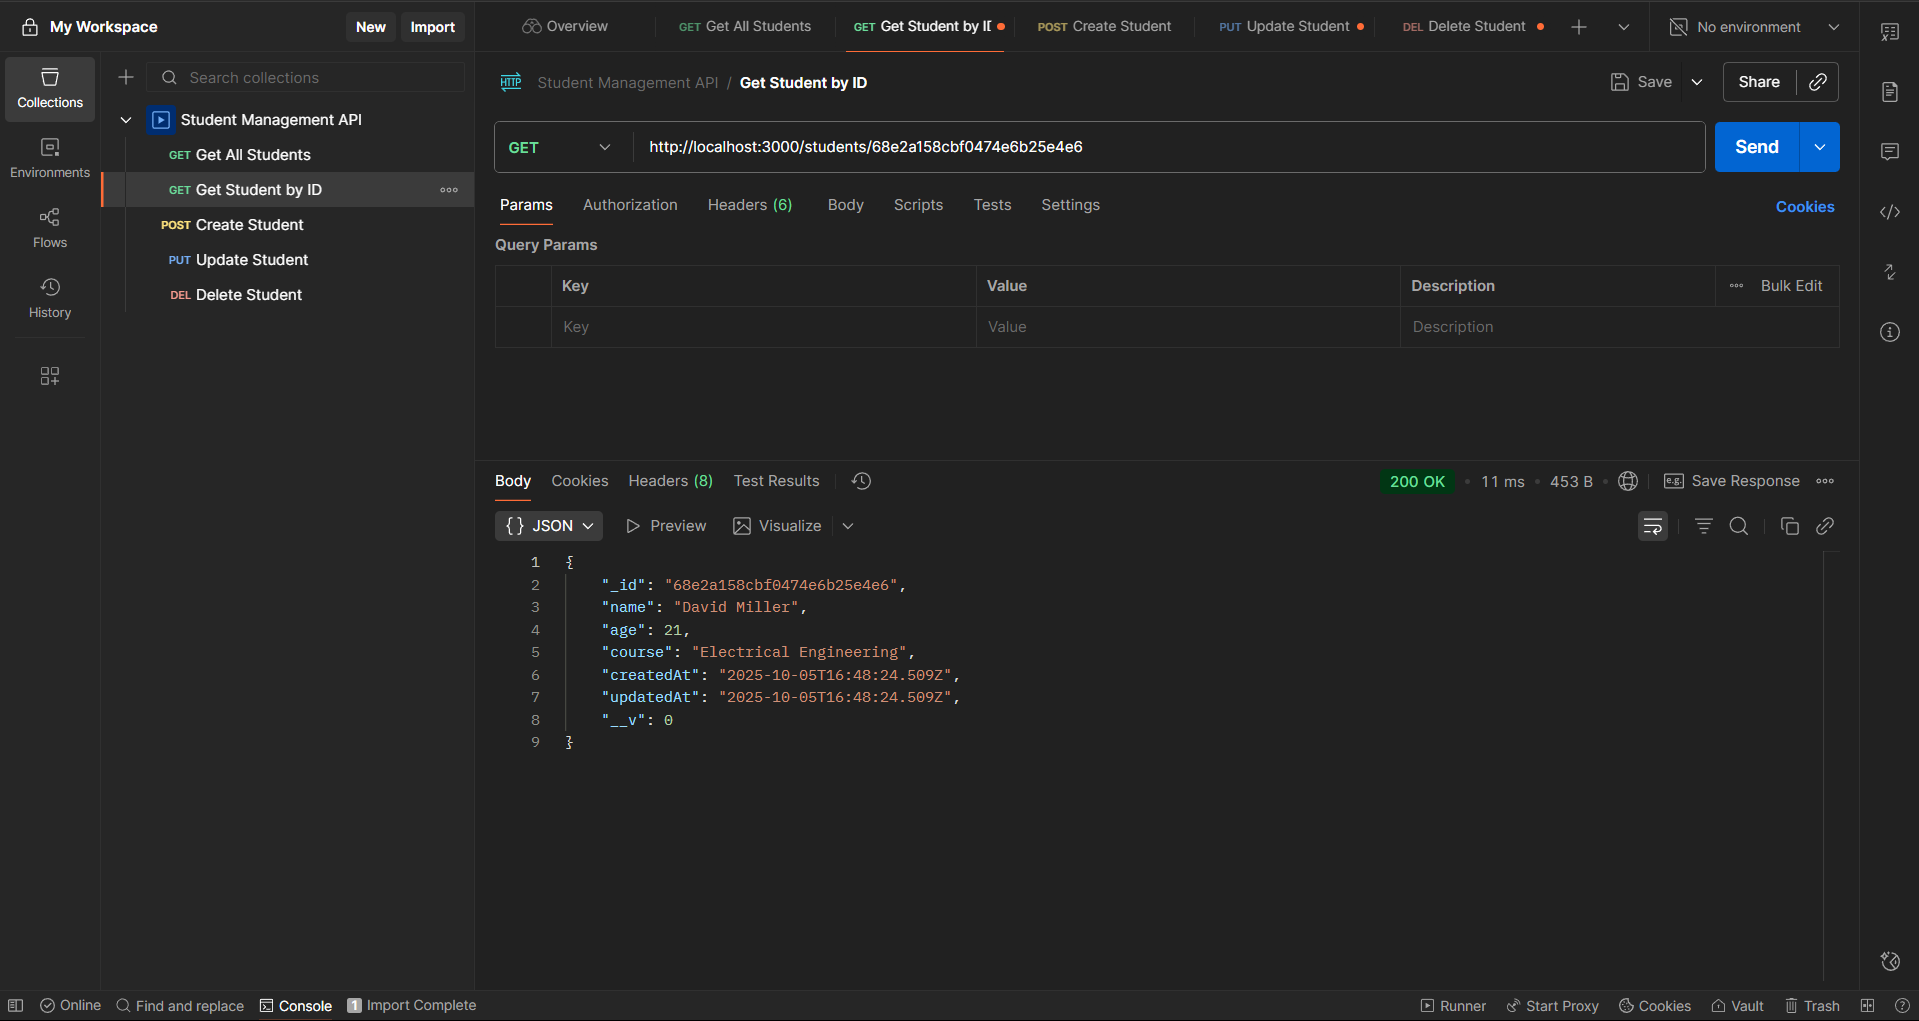 My Workspace
New
Import
Overview
GET Get All Students
GET Get Student by ID
POST Create Student
PUT Update Student
DEL Delete Student
No environment
Collections
Environments
Flows
History
Search collections
Student Management API
GET Get All Students
GET Get Student by ID
POST Create Student
PUT Update Student
DEL Delete Student
HTTP
Student Management API / Get Student by ID
Save
Share
GET
http://localhost:3000/students/68e2a158cbf0474e6b25e4e6
Send
Params
Authorization
Headers (6)
Body
Scripts
Tests
Settings
Cookies
Query Params
Key
Value
Description
Bulk Edit
Key
Value
Description
Body
Cookies
Headers (8)
Test Results
200 OK
11 ms
453 B
e.g.
Save Response
{} JSON
Preview
Visualize
1 {
2 "_id": "68e2a158cbf0474e6b25e4e6",
3 "name": "David Miller",
4 "age": 21,
5 "course": "Electrical Engineering",
6 "createdAt": "2025-10-05T16:48:24.509Z",
7 "updatedAt": "2025-10-05T16:48:24.509Z",
8 "__v": 0
9 }
Online
Find and replace
Console
1 Import Complete
Runner
Start Proxy
Cookies
Vault
Trash